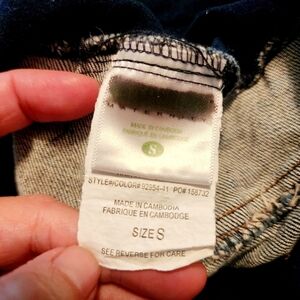 MADE IN CAMBODIA
FABRIQUE EN CAMBODGE
S
STYLE#/COLOR# 92954-41 PO# 158732
MADE IN CAMBODIA
FABRIQUE EN CAMBODGE
SIZE S
SEE REVERSE FOR CARE